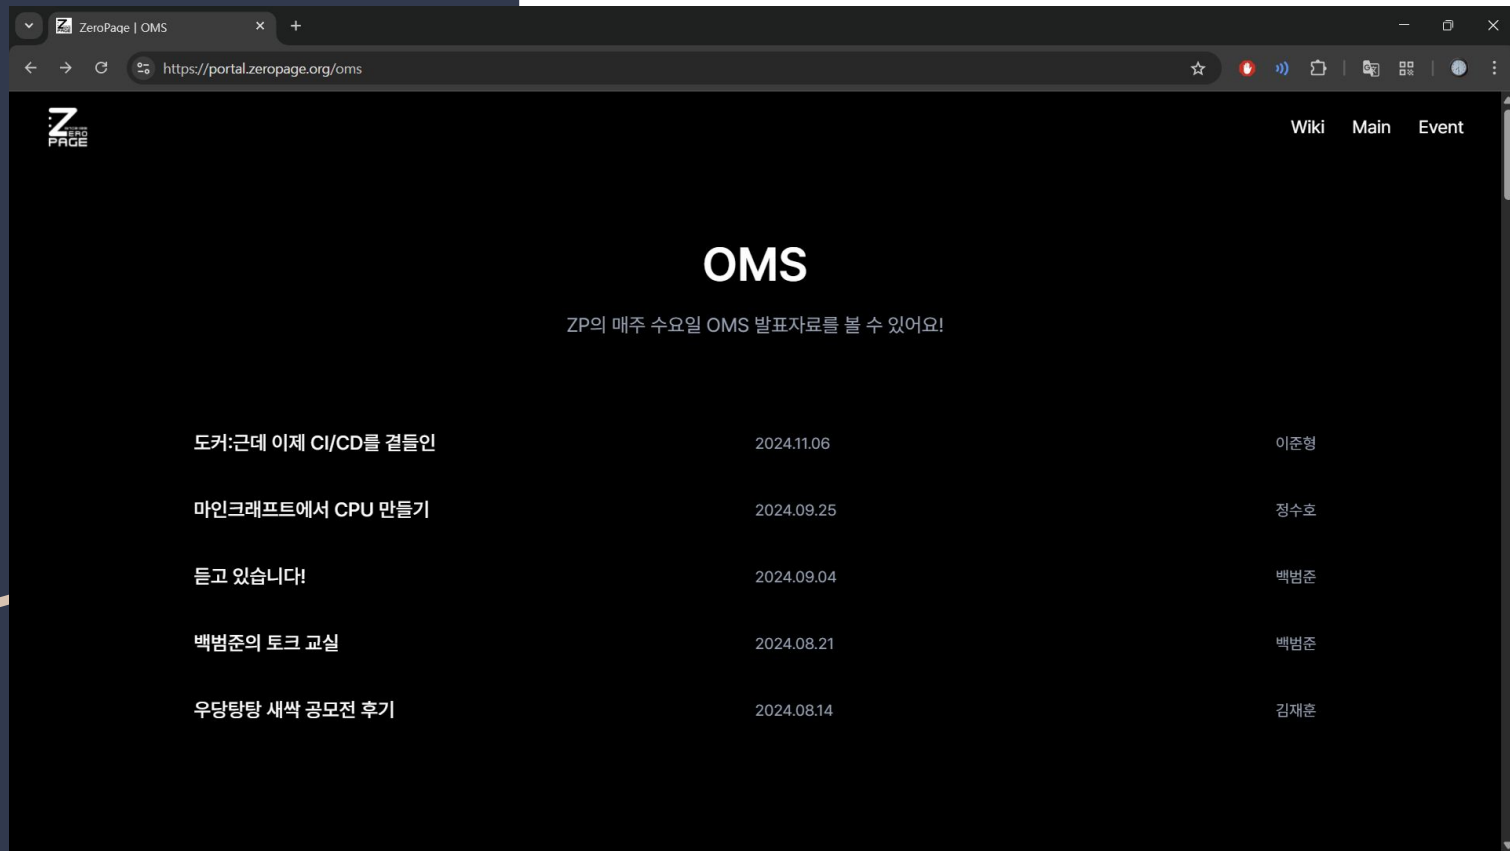 ZeroPage | OMS
https://portal.zeropage.org/oms
ZERO
PAGE
Wiki Main Event
OMS
ZP의 매주 수요일 OMS 발표자료를 볼 수 있어요!
도커:근데 이제 CI/CD를 곁들인 2024.11.06 이준형
마인크래프트에서 CPU 만들기 2024.09.25 정수호
듣고 있습니다! 2024.09.04 백범준
백범준의 토크 교실 2024.08.21 백범준
우당탕탕 새싹 공모전 후기 2024.08.14 김재훈